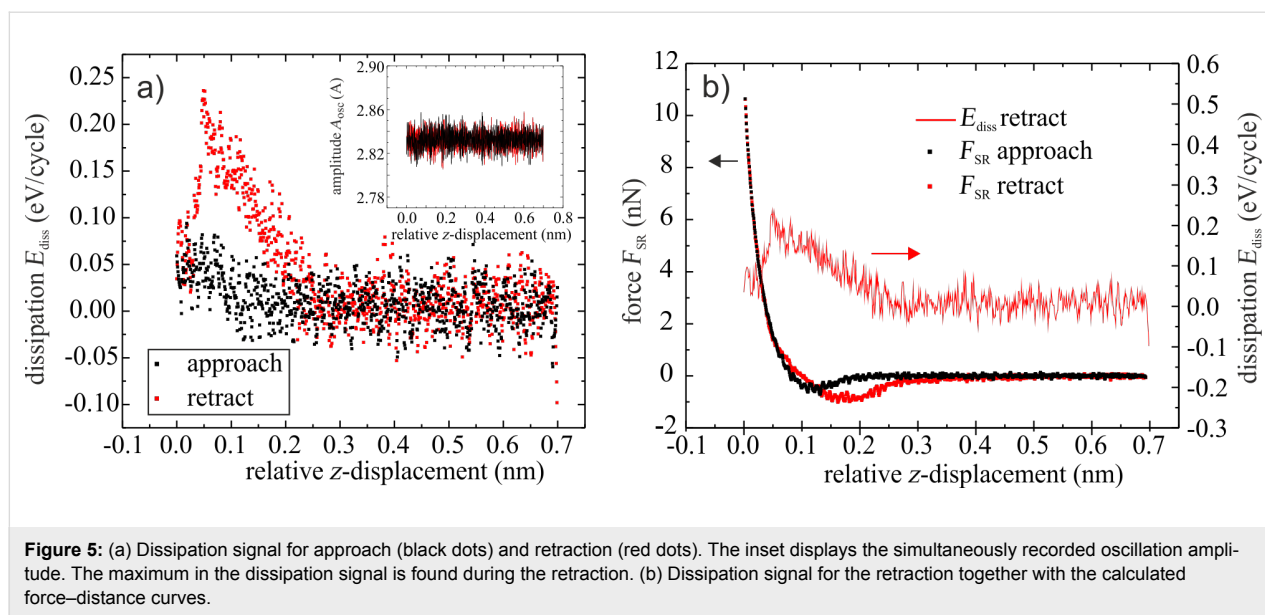 a)
0.25
0.20
0.15
0.10
0.05
0.00
-0.05
-0.10
dissipation E_diss (eV/cycle)
approach
retract
-0.1 0.0 0.1 0.2 0.3 0.4 0.5 0.6 0.7
relative z-displacement (nm)
2.90
2.86
2.82
2.78
amplitude A_osc (A)
0.0 0.2 0.4 0.6 0.8
relative z-displacement (nm)
b)
12
10
8
6
4
2
0
-2
force F_SR (nN)
E_diss retract
F_SR approach
F_SR retract
0.6
0.5
0.4
0.3
0.2
0.1
0.0
-0.1
-0.2
-0.3
dissipation E_diss (eV/cycle)
-0.1 0.0 0.1 0.2 0.3 0.4 0.5 0.6 0.7
relative z-displacement (nm)
Figure 5: (a) Dissipation signal for approach (black dots) and retraction (red dots). The inset displays the simultaneously recorded oscillation ampli-
tude. The maximum in the dissipation signal is found during the retraction. (b) Dissipation signal for the retraction together with the calculated
force–distance curves.